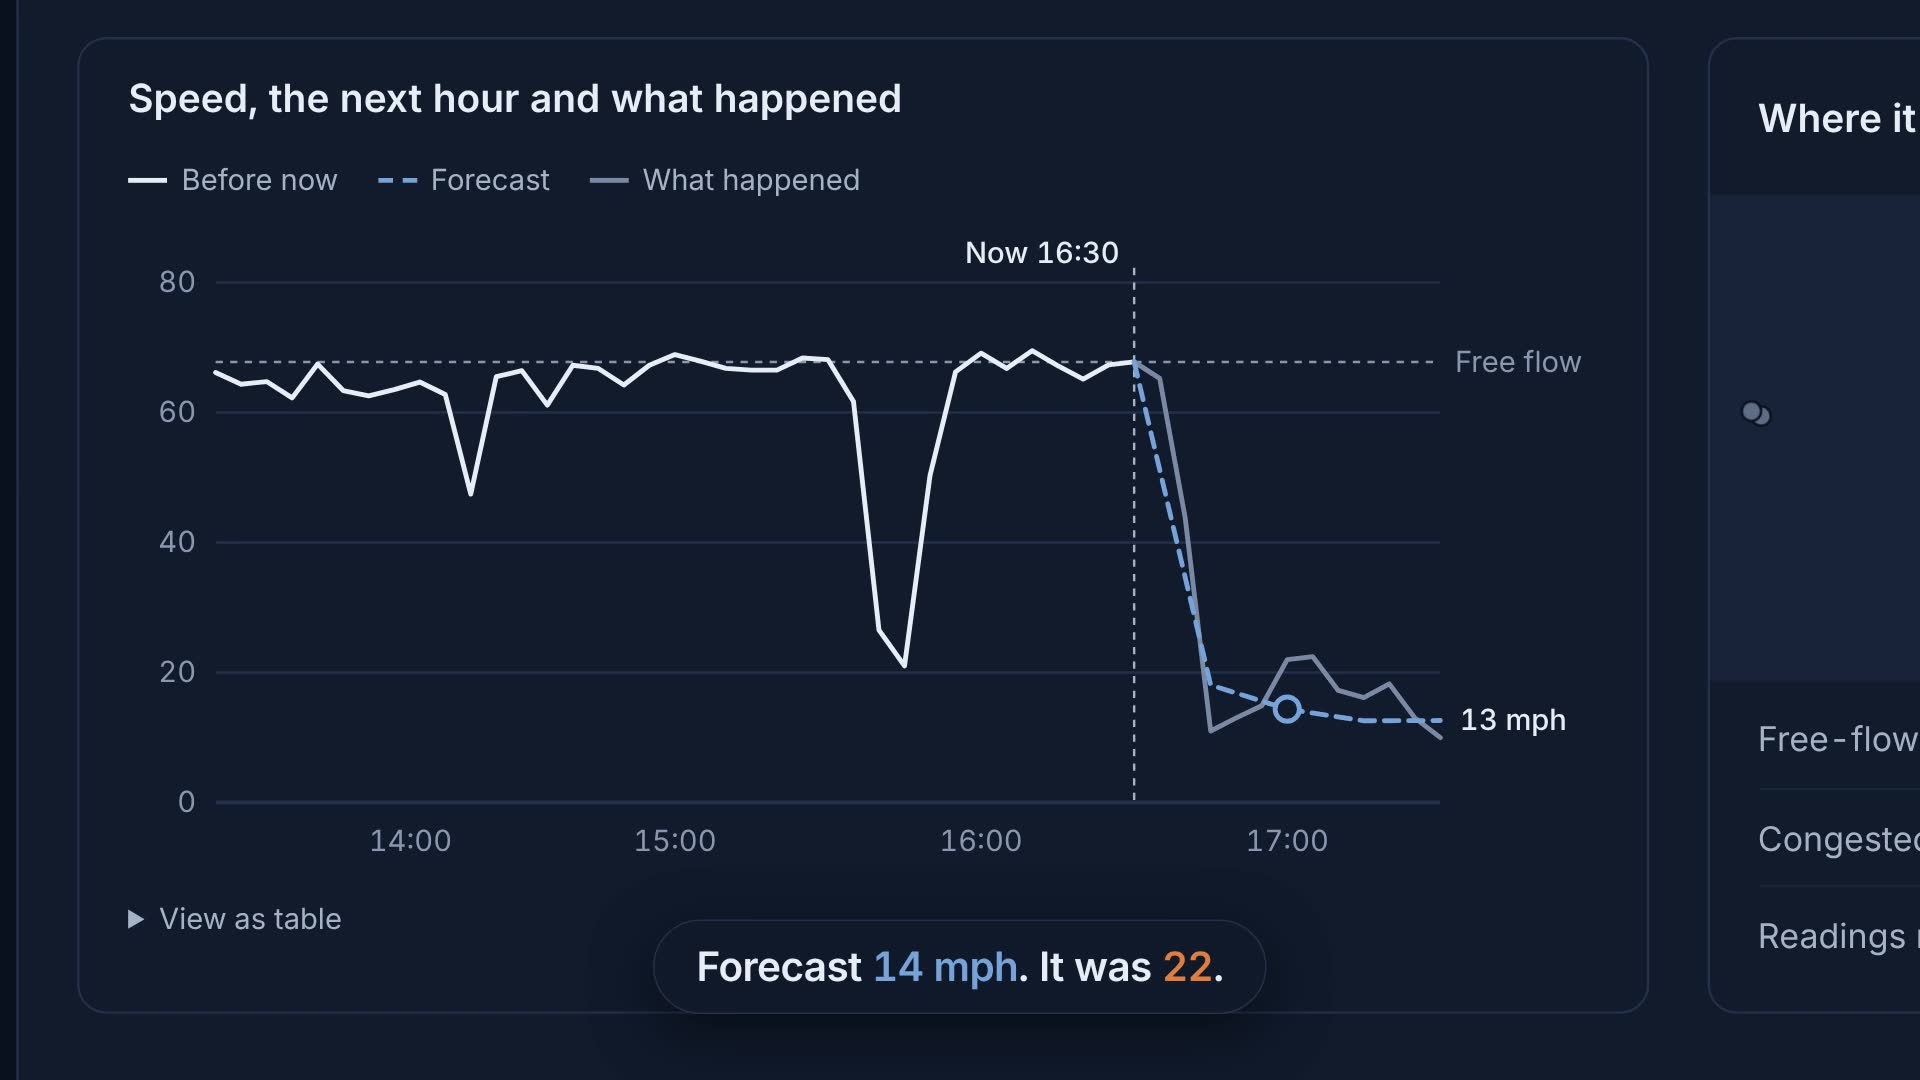 Speed, the next hour and what happened
Before now
Forecast
What happened
Now 16:30
80
60
40
20
0
Free flow
13 mph
14:00
15:00
16:00
17:00
View as table
Forecast 14 mph. It was 22.
Where it
Free-flow
Congested
Readings